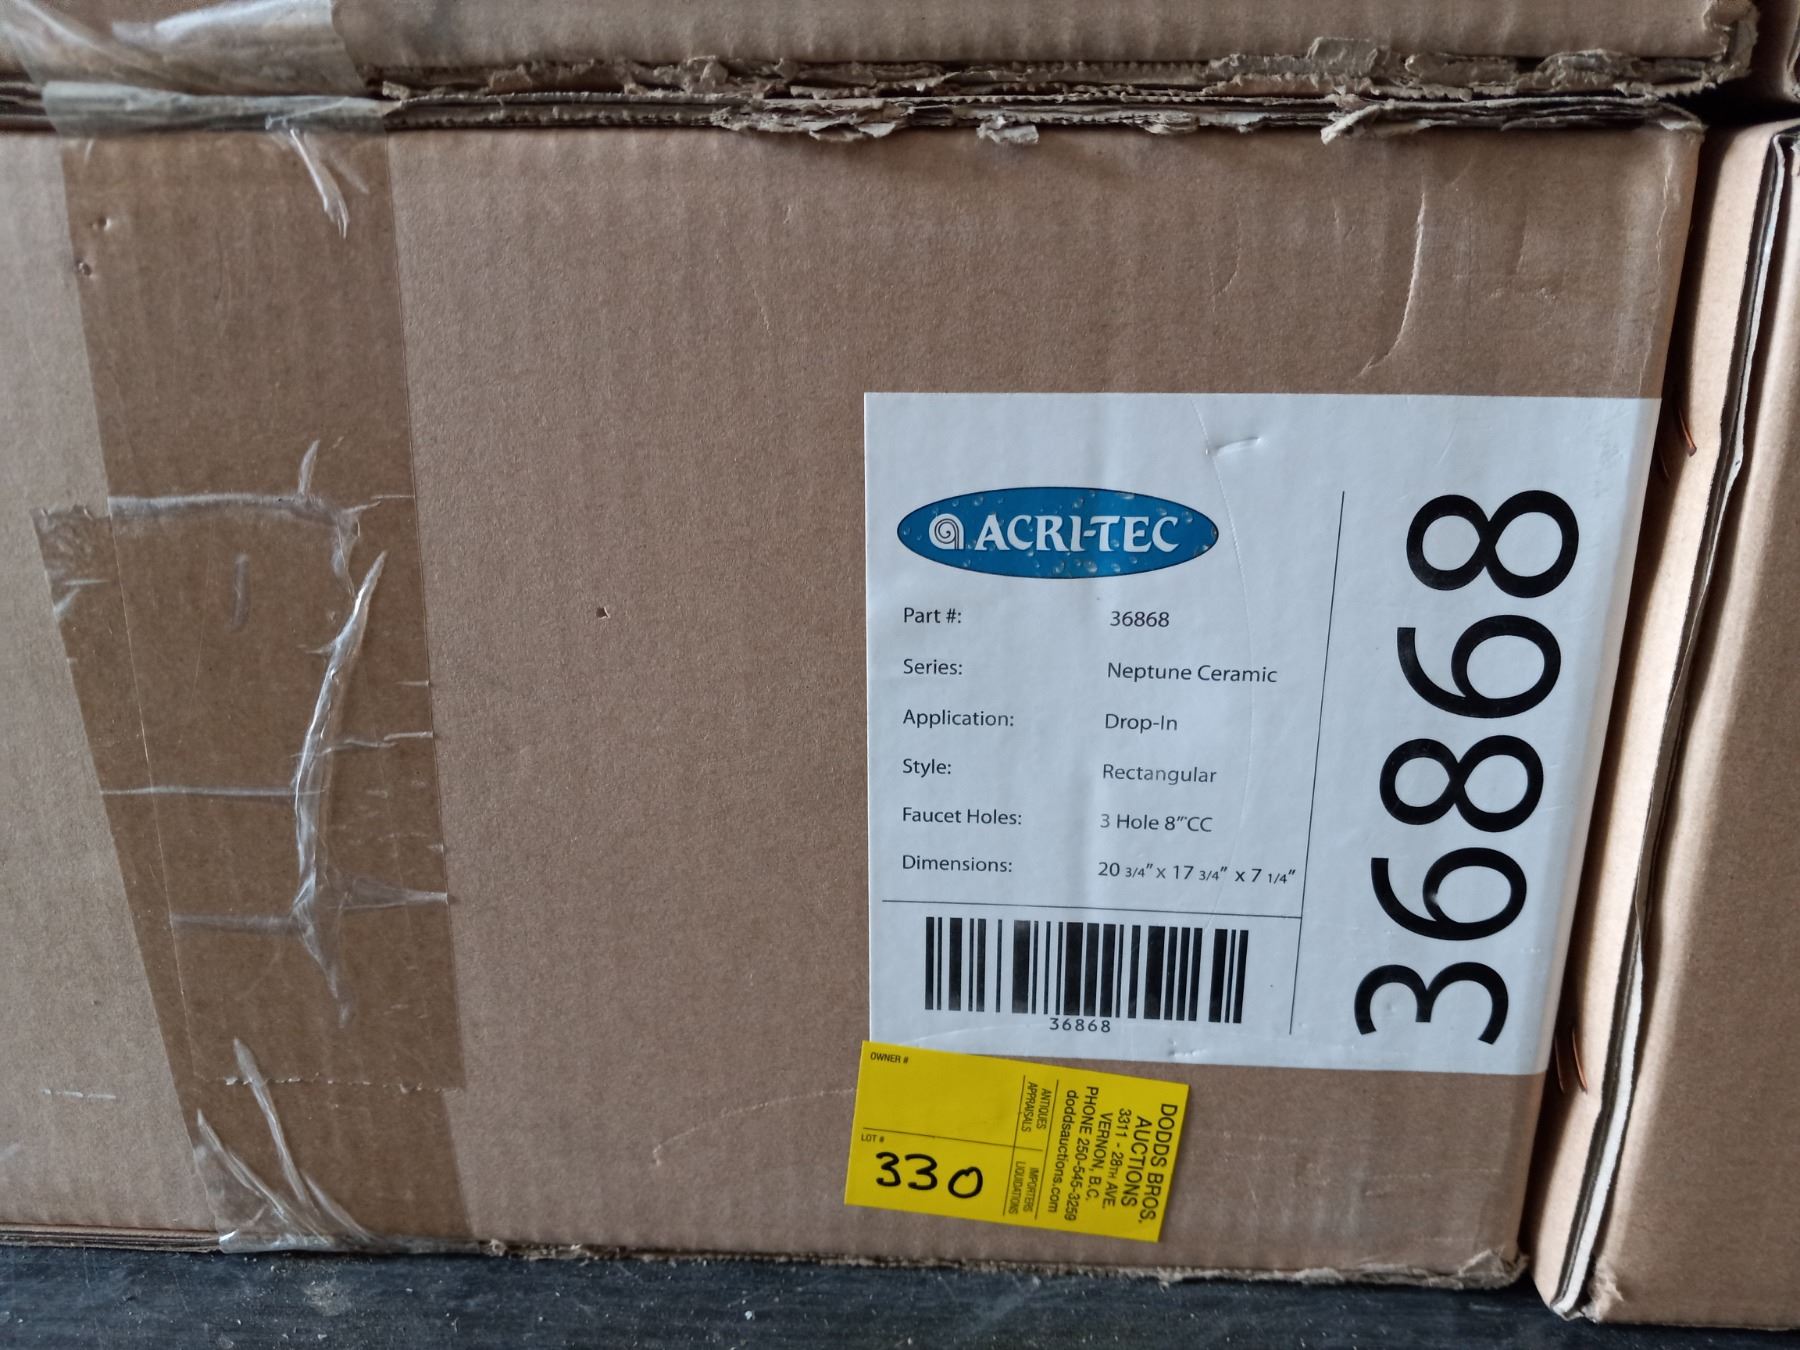 ACRI-TEC
Part #: 36868
Series: Neptune Ceramic
Application: Drop-In
Style: Rectangular
Faucet Holes: 3 Hole 8"'CC
Dimensions: 20 3/4" x 17 3/4" x 7 1/4"
36868
36868
OWNER #
LOT #
330
ANTIQUES
APPRAISALS
IMPORTERS
LIQUIDATIONS
DODDS BROS.
AUCTIONS
3311 - 28TH AVE.
VERNON, B.C.
PHONE 250-545-3259
doddsauctions.com